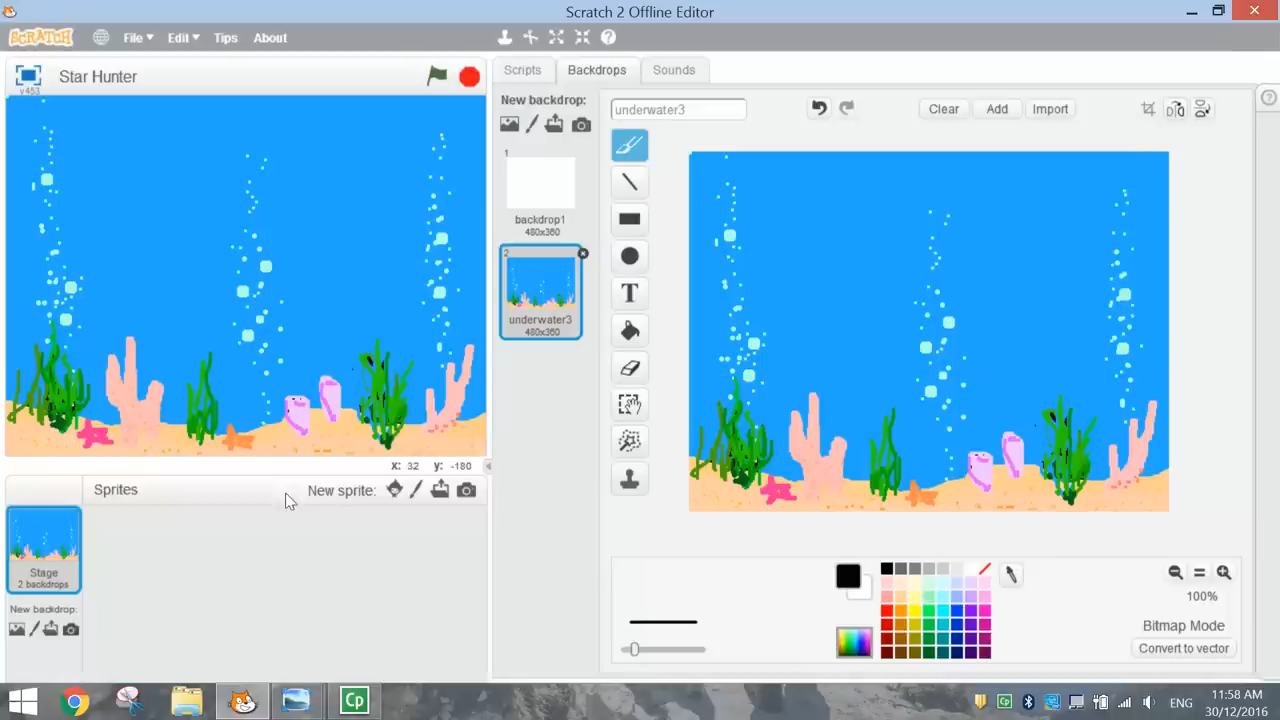 Scratch 2 Offline Editor
SCRATCH
File
Edit
Tips
About
v453
Star Hunter
Scripts
Backdrops
Sounds
New backdrop:
underwater3
Clear
Add
Import
1
backdrop1
480x360
2
underwater3
480x360
T
x: 32 y: -180
Sprites
New sprite:
Stage
2 backdrops
New backdrop:
100%
Bitmap Mode
Convert to vector
Cp
Cp
ENG
11:58 AM
30/12/2016